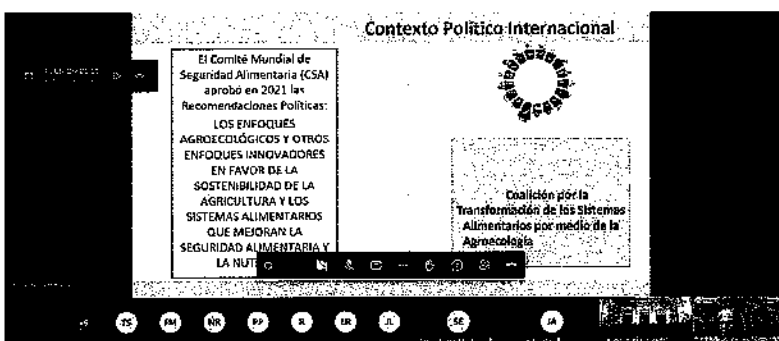 Contexto Político Internacional
El Comité Mundial de
Seguridad Alimentaria (CSA)
aprobó en 2021 las
Recomendaciones Políticas:
LOS ENFOQUES
AGROECOLÓGICOS Y OTROS
ENFOQUES INNOVADORES
EN FAVOR DE LA
SOSTENIBILIDAD DE LA
AGRICULTURA Y LOS
SISTEMAS ALIMENTARIOS
QUE MEJORAN LA
SEGURIDAD ALIMENTARIA Y
LA NUT
Coalición por la
Transformación de los Sistemas
Alimentarios por medio de la
Agroecología
TS FM NR PP R ER JL SE JA